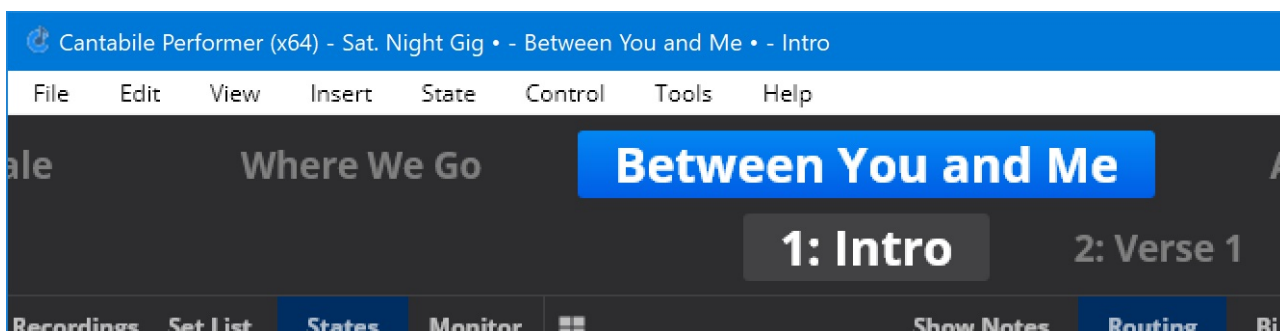 Cantabile Performer (x64) - Sat. Night Gig • - Between You and Me • - Intro
File Edit View Insert State Control Tools Help
Where We Go Between You and Me
1: Intro 2: Verse 1
Recordings Set List States Monitor Show Notes Routing